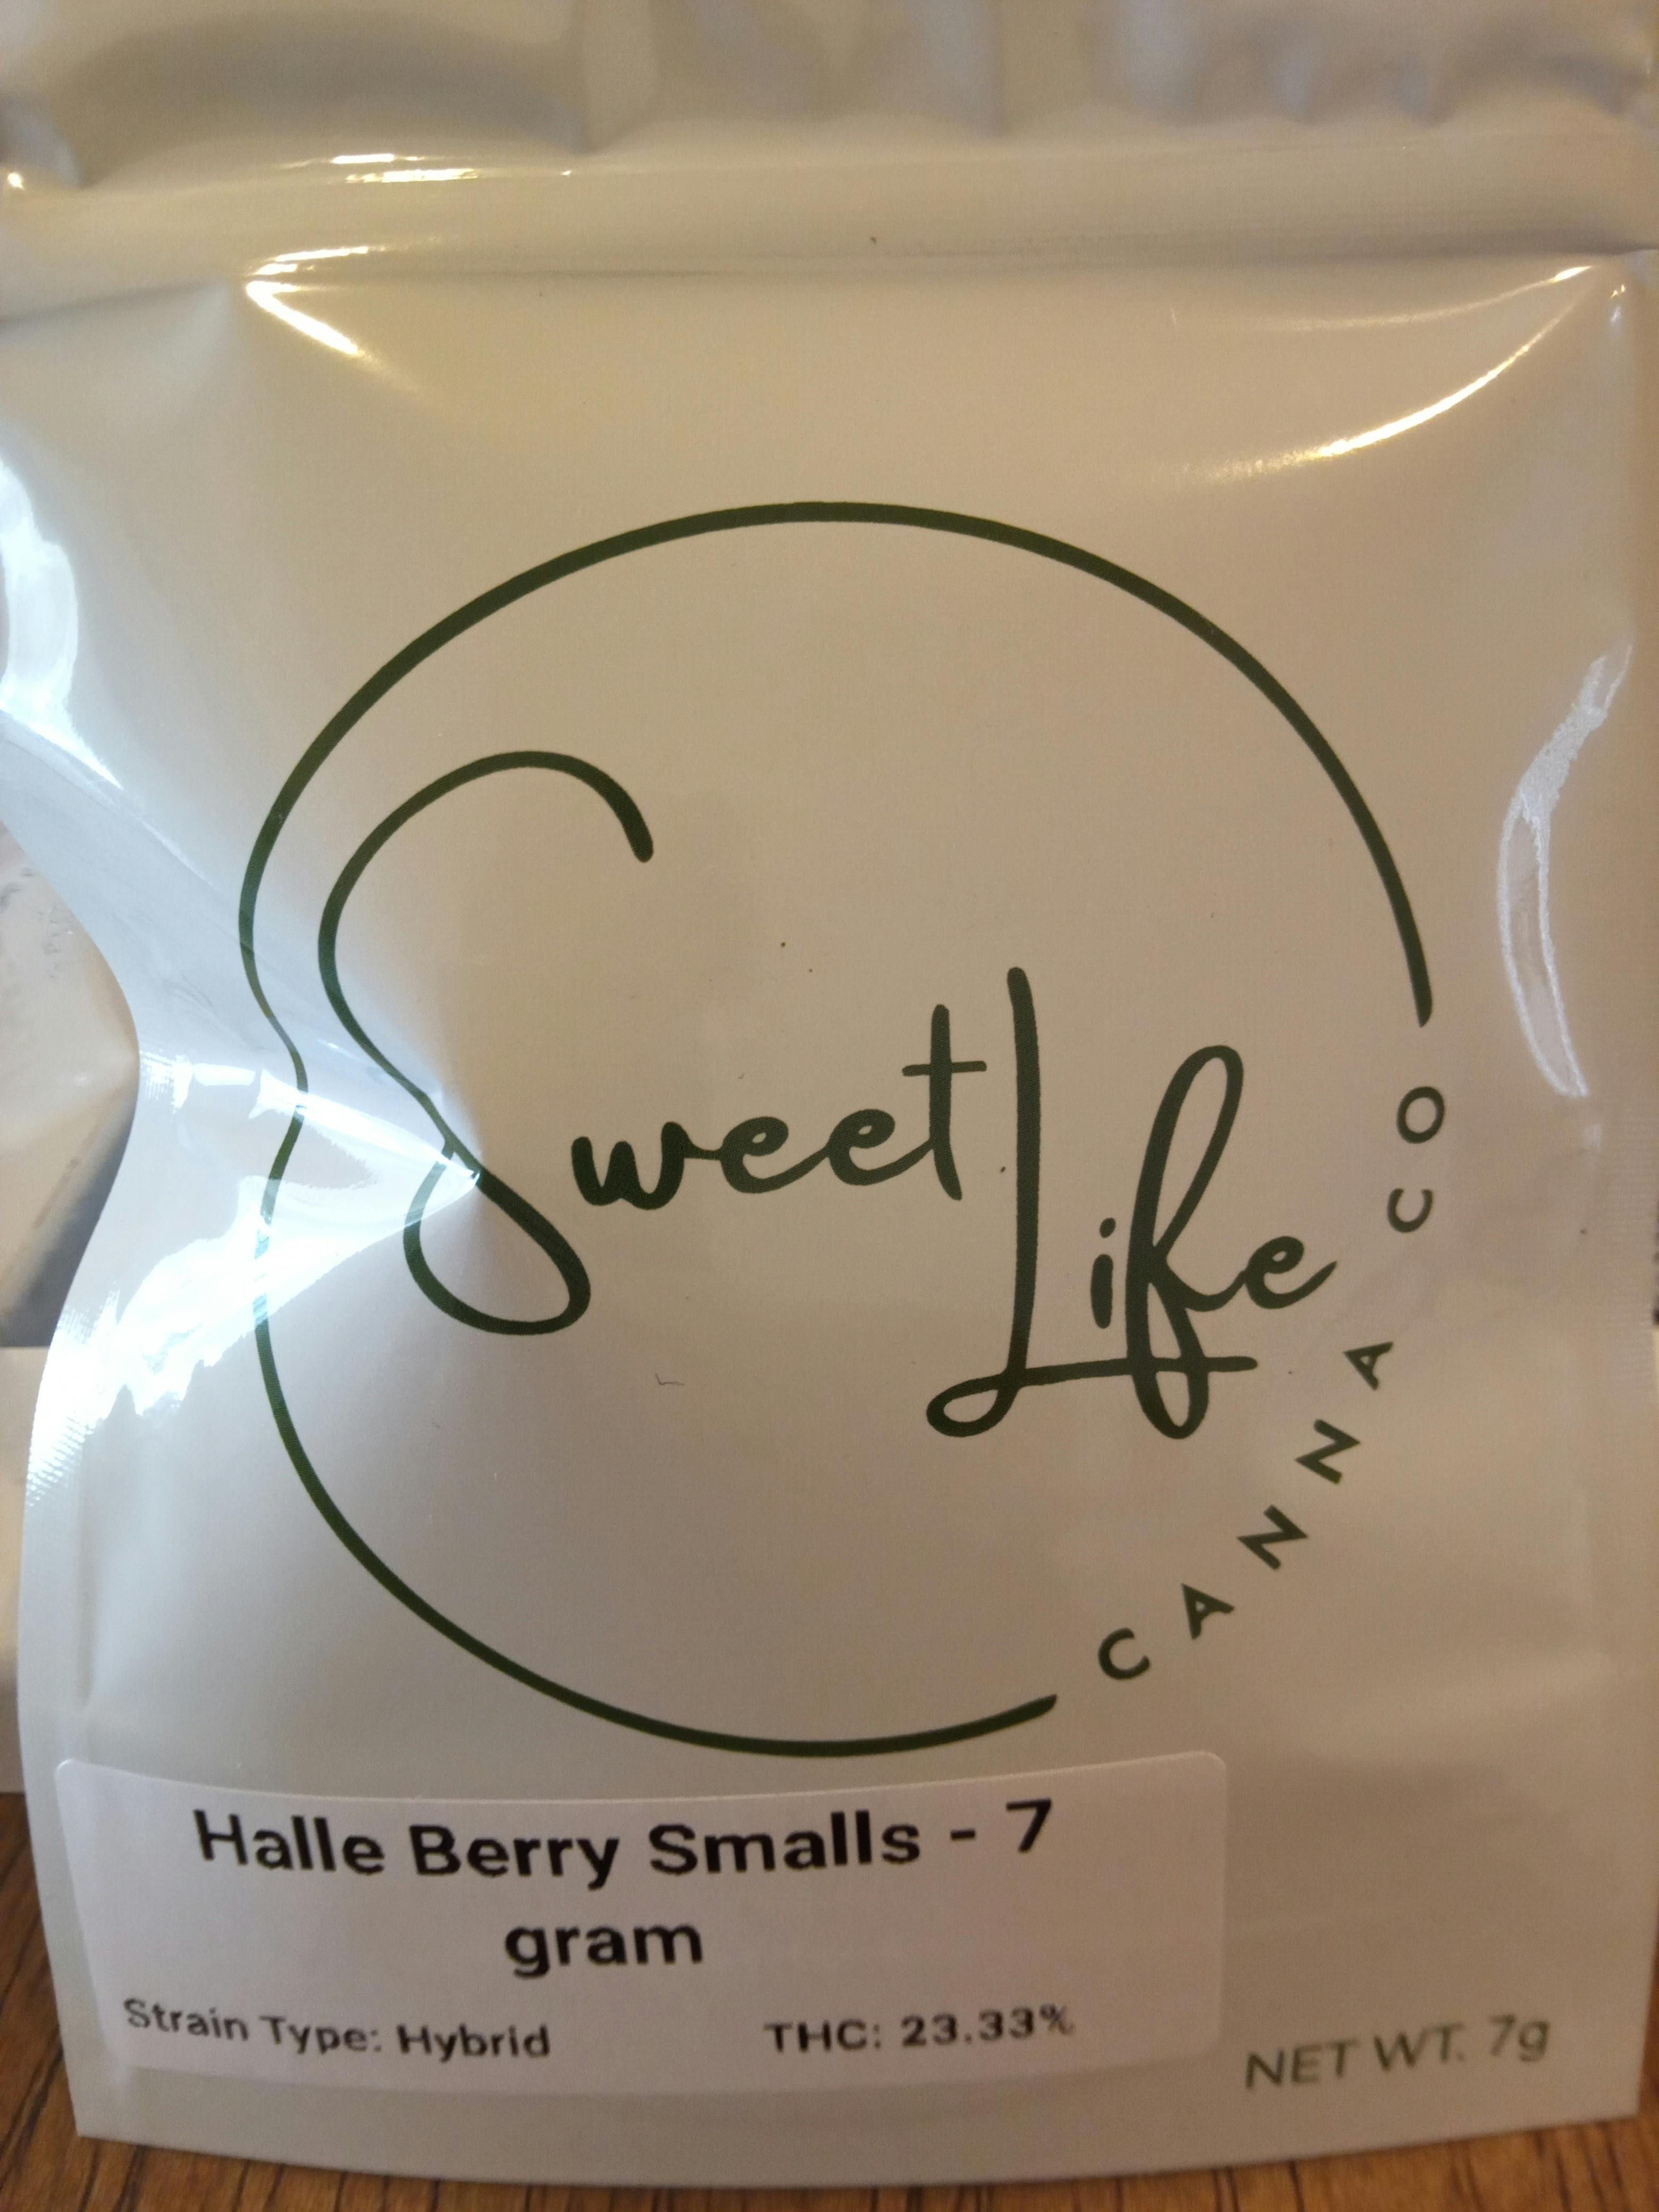 Sweet
Life
CANNA CO
Halle Berry Smalls - 7
gram
Strain Type: Hybrid THC: 23.33%
NET WT. 7g